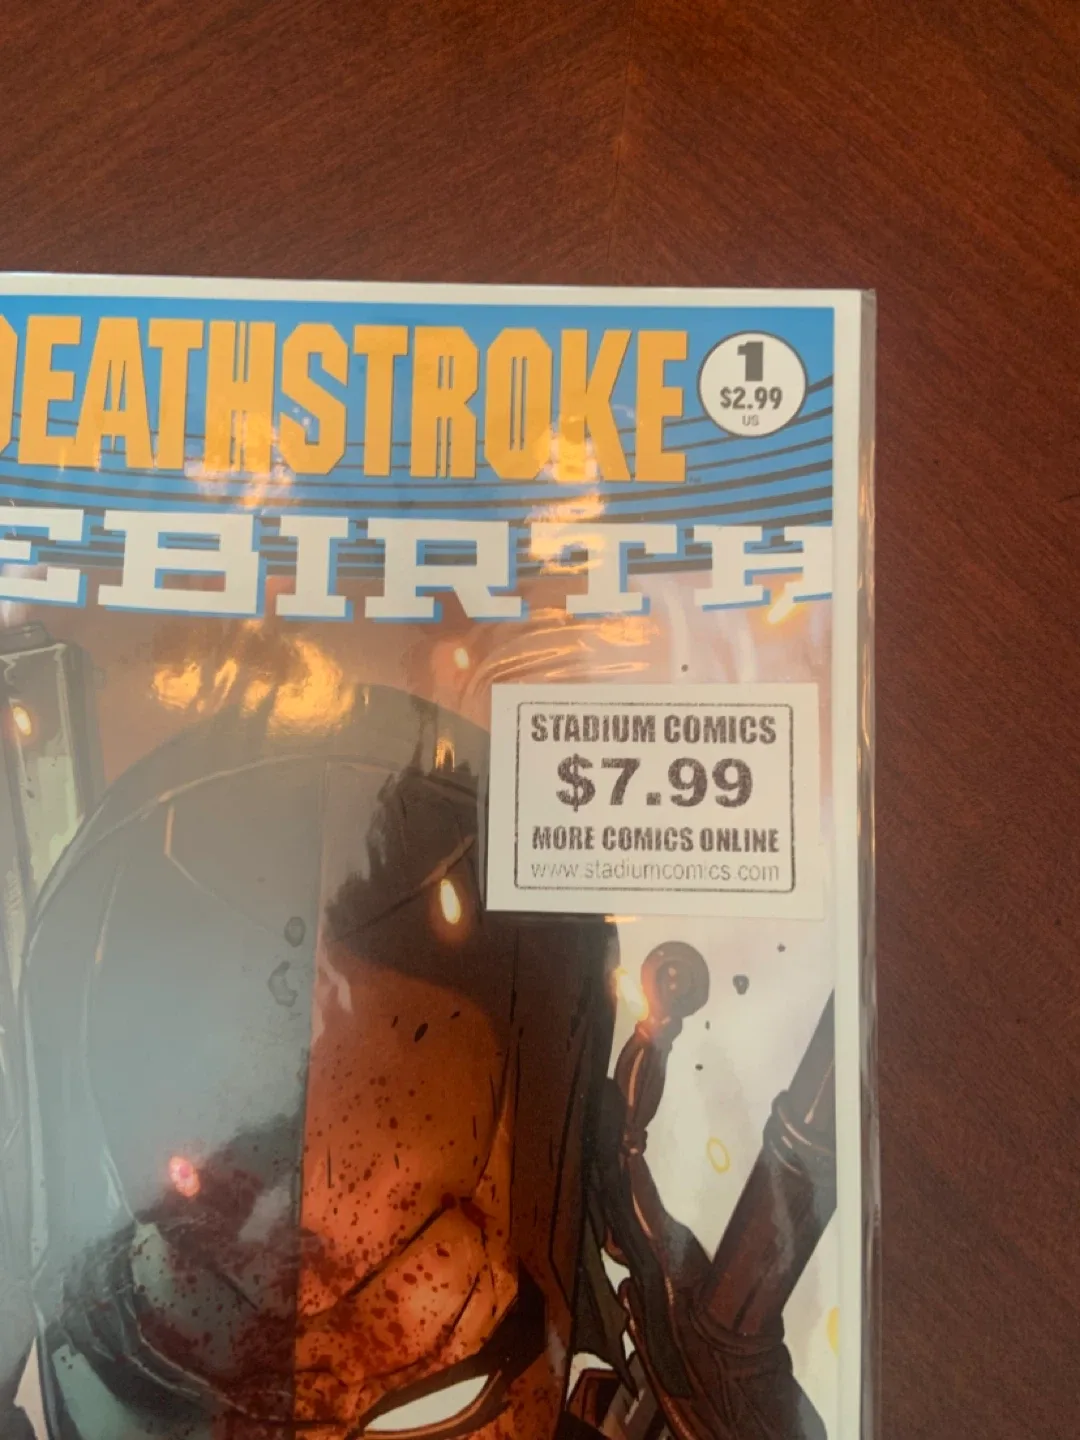 DEATHSTROKE
1
$2.99
US
EBIRTH
STADIUM COMICS
$7.99
MORE COMICS ONLINE
www.stadiumcomics.com